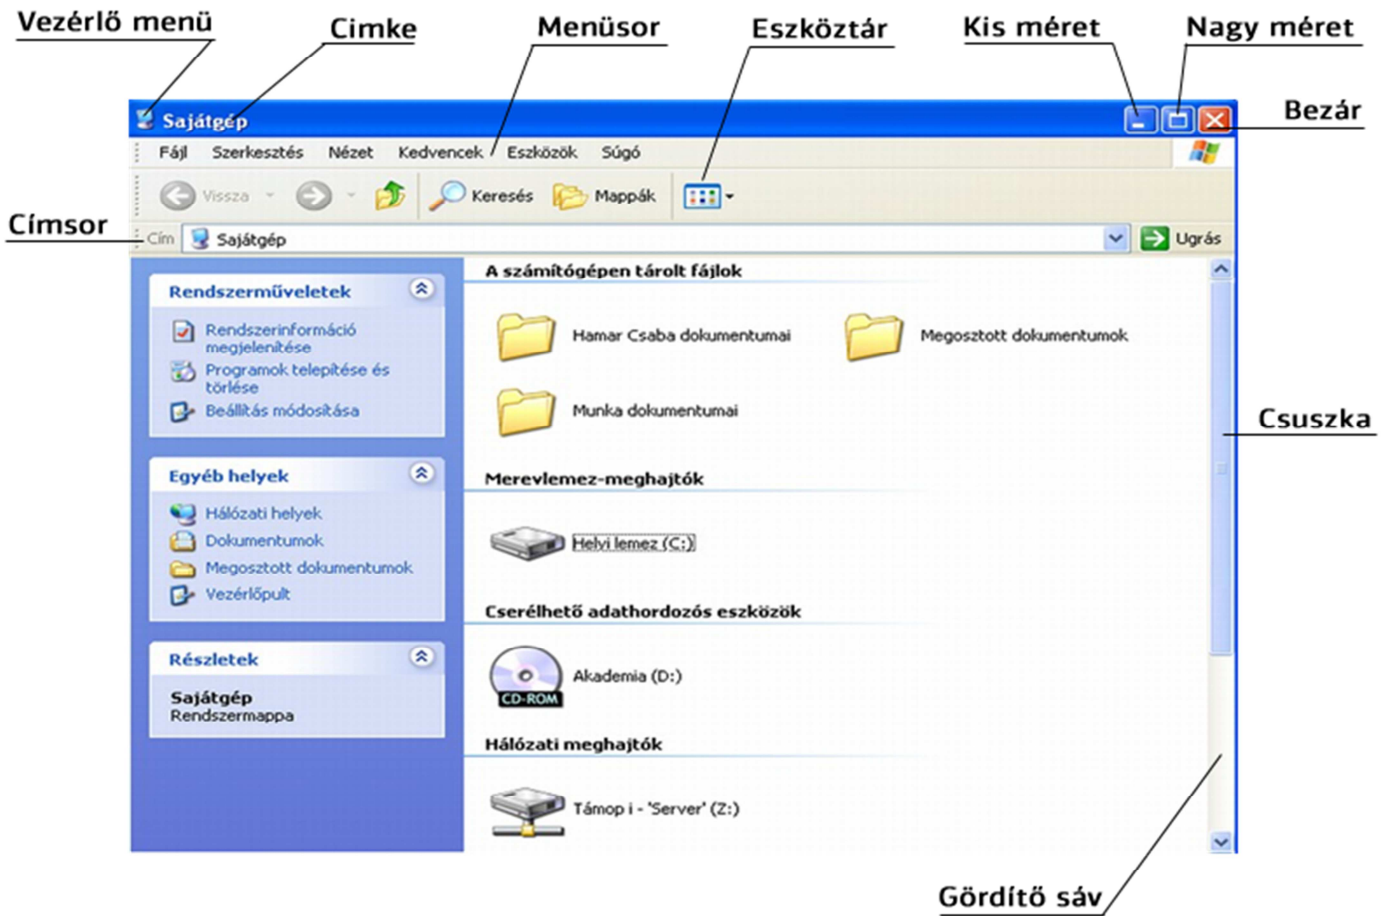 Vezérlő menü
Cimke
Menüsor
Eszköztár
Kis méret
Nagy méret
Sajátgép
Bezár
Fájl Szerkesztés Nézet Kedvencek Eszközök Súgó
Vissza Keresés Mappák
Címsor
Cím Sajátgép Ugrás
Rendszerműveletek
Rendszerinformáció
megjelenítése
Programok telepítése és
törlése
Beállítás módosítása
Egyéb helyek
Hálózati helyek
Dokumentumok
Megosztott dokumentumok
Vezérlőpult
Részletek
Sajátgép
Rendszermappa
A számítógépen tárolt fájlok
Hamar Csaba dokumentumai
Megosztott dokumentumok
Munka dokumentumai
Merevlemez-meghajtók
Helyi lemez (C:)
Cserélhető adathordozós eszközök
CD-ROM
Akademia (D:)
Hálózati meghajtók
Támop i - 'Server' (Z:)
Csuszka
Gördítő sáv